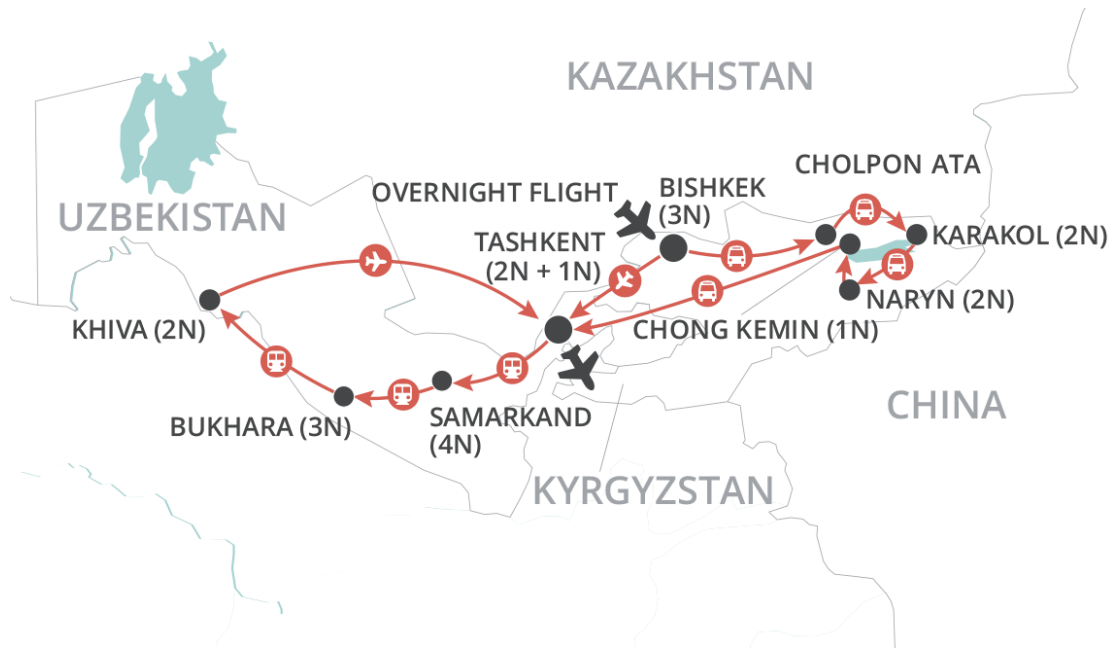 KAZAKHSTAN
CHOLPON ATA
OVERNIGHT FLIGHT
BISHKEK
(3N)
UZBEKISTAN
TASHKENT
(2N + 1N)
KARAKOL (2N)
NARYN (2N)
KHIVA (2N)
CHONG KEMIN (1N)
CHINA
BUKHARA (3N)
SAMARKAND
(4N)
KYRGYZSTAN